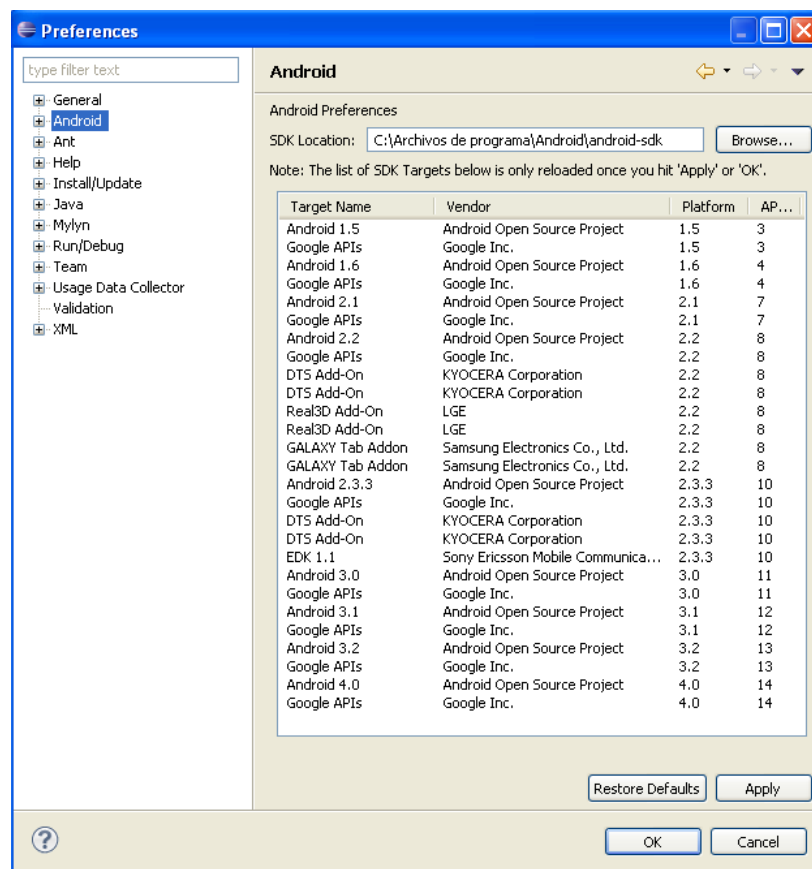 Preferences
type filter text
General
Android
Ant
Help
Install/Update
Java
Mylyn
Run/Debug
Team
Usage Data Collector
Validation
XML
Android
Android Preferences
SDK Location: C:\Archivos de programa\Android\android-sdk Browse...
Note: The list of SDK Targets below is only reloaded once you hit 'Apply' or 'OK'.
Target Name Vendor Platform AP...
Android 1.5 Android Open Source Project 1.5 3
Google APIs Google Inc. 1.5 3
Android 1.6 Android Open Source Project 1.6 4
Google APIs Google Inc. 1.6 4
Android 2.1 Android Open Source Project 2.1 7
Google APIs Google Inc. 2.1 7
Android 2.2 Android Open Source Project 2.2 8
Google APIs Google Inc. 2.2 8
DTS Add-On KYOCERA Corporation 2.2 8
DTS Add-On KYOCERA Corporation 2.2 8
Real3D Add-On LGE 2.2 8
Real3D Add-On LGE 2.2 8
GALAXY Tab Addon Samsung Electronics Co., Ltd. 2.2 8
GALAXY Tab Addon Samsung Electronics Co., Ltd. 2.2 8
Android 2.3.3 Android Open Source Project 2.3.3 10
Google APIs Google Inc. 2.3.3 10
DTS Add-On KYOCERA Corporation 2.3.3 10
DTS Add-On KYOCERA Corporation 2.3.3 10
EDK 1.1 Sony Ericsson Mobile Communica... 2.3.3 10
Android 3.0 Android Open Source Project 3.0 11
Google APIs Google Inc. 3.0 11
Android 3.1 Android Open Source Project 3.1 12
Google APIs Google Inc. 3.1 12
Android 3.2 Android Open Source Project 3.2 13
Google APIs Google Inc. 3.2 13
Android 4.0 Android Open Source Project 4.0 14
Google APIs Google Inc. 4.0 14
Restore Defaults Apply
OK Cancel